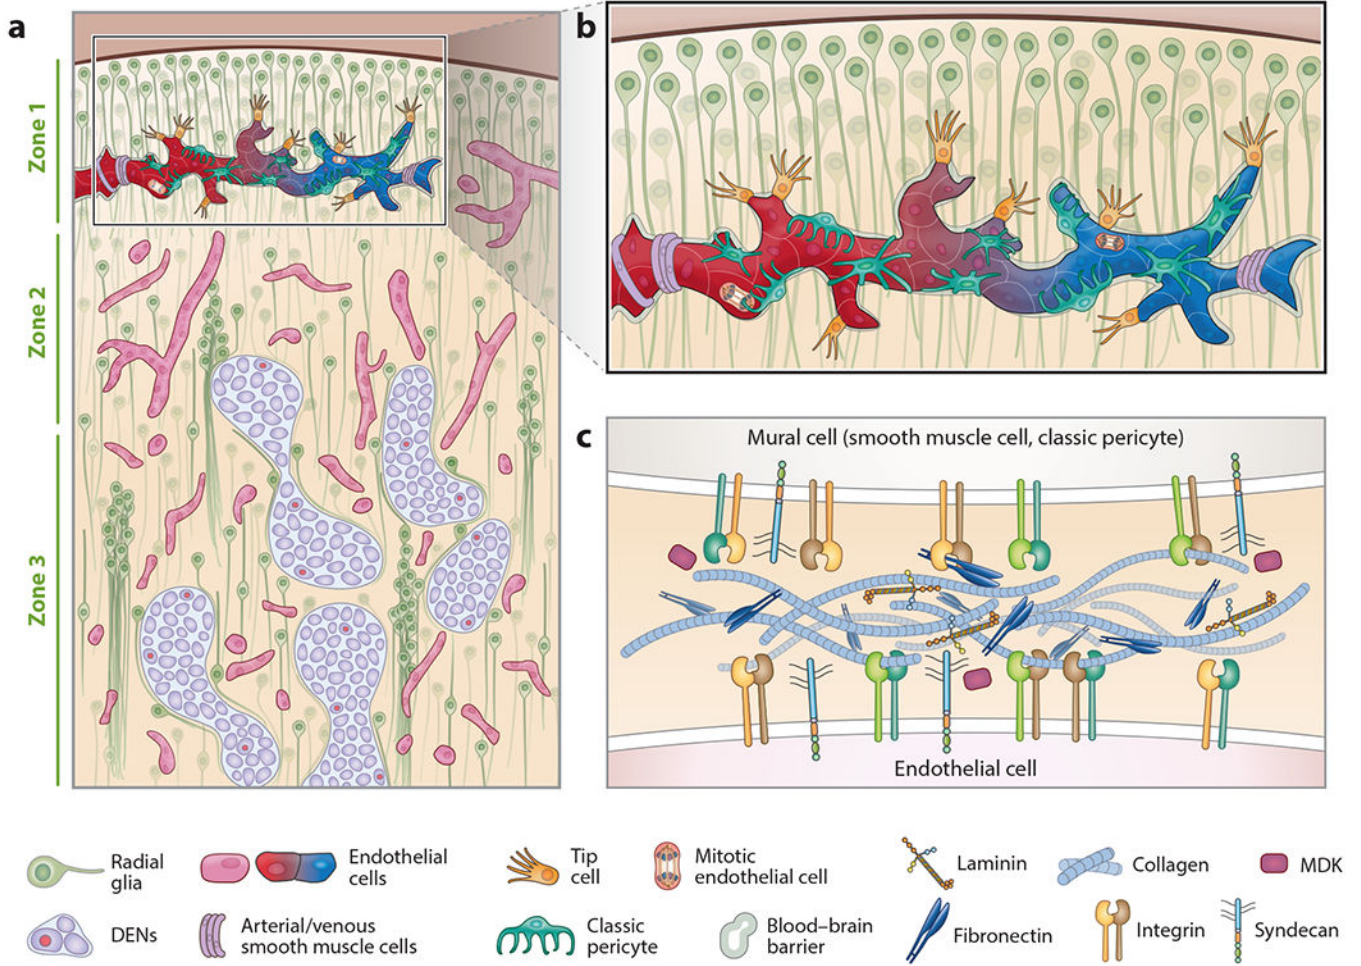 a
b
Zone 1
Zone 2
Zone 3
c
Mural cell (smooth muscle cell, classic pericyte)
Endothelial cell
Radial
glia
Endothelial
cells
Tip
cell
Mitotic
endothelial cell
Laminin
Collagen
MDK
DENs
Arterial/venous
smooth muscle cells
Classic
pericyte
Blood–brain
barrier
Fibronectin
Integrin
Syndecan